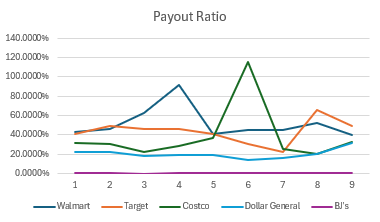 Payout Ratio
140.0000%
120.0000%
100.0000%
80.0000%
60.0000%
40.0000%
20.0000%
0.0000%
1 2 3 4 5 6 7 8 9
Walmart Target Costco Dollar General BJ's